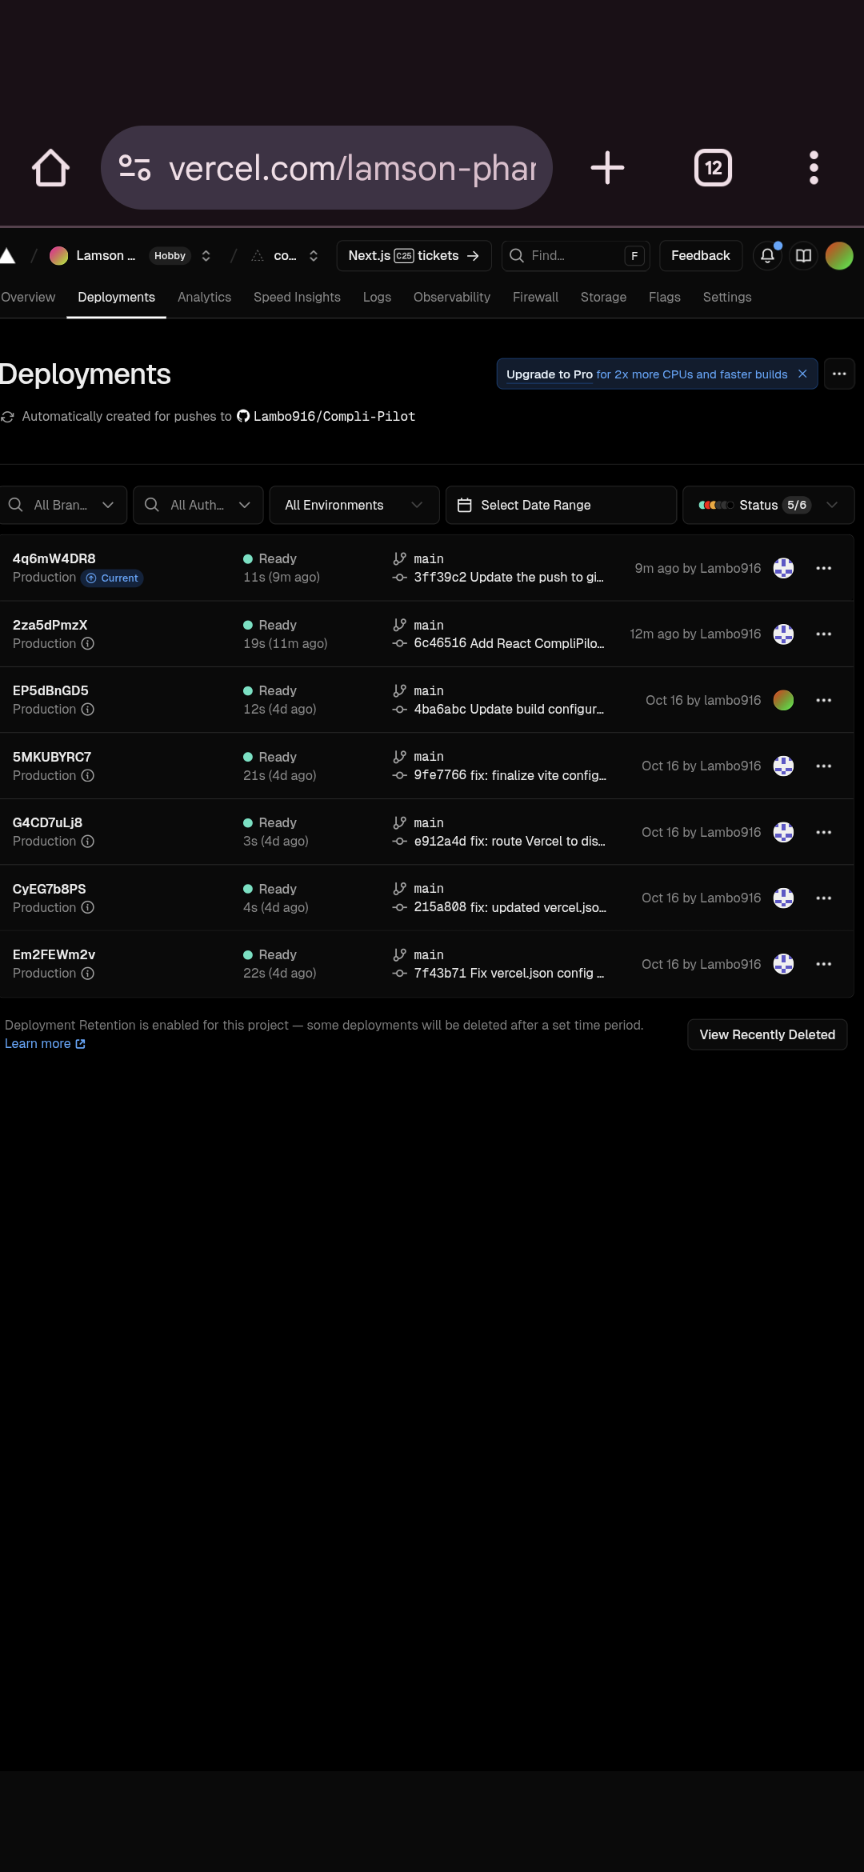 vercel.com/lamson-phar
12
Lamson ... Hobby co... Next.js C25 tickets → Find... F Feedback
Overview Deployments Analytics Speed Insights Logs Observability Firewall Storage Flags Settings
Deployments
Upgrade to Pro for 2x more CPUs and faster builds
Automatically created for pushes to Lambo916/Compli-Pilot
All Bran... All Auth... All Environments Select Date Range Status 5/6
4q6mW4DR8 Ready main
Production Current 11s (9m ago) 3ff39c2 Update the push to gi... 9m ago by Lambo916
2za5dPmzX Ready main
Production 19s (11m ago) 6c46516 Add React CompliPilo... 12m ago by Lambo916
EP5dBnGD5 Ready main
Production 12s (4d ago) 4ba6abc Update build configur... Oct 16 by lambo916
5MKUBYRC7 Ready main
Production 21s (4d ago) 9fe7766 fix: finalize vite config... Oct 16 by Lambo916
G4CD7uLj8 Ready main
Production 3s (4d ago) e912a4d fix: route Vercel to dis... Oct 16 by Lambo916
CyEG7b8PS Ready main
Production 4s (4d ago) 215a808 fix: updated vercel.jso... Oct 16 by Lambo916
Em2FEWm2v Ready main
Production 22s (4d ago) 7f43b71 Fix vercel.json config ... Oct 16 by Lambo916
Deployment Retention is enabled for this project — some deployments will be deleted after a set time period.
Learn more
View Recently Deleted